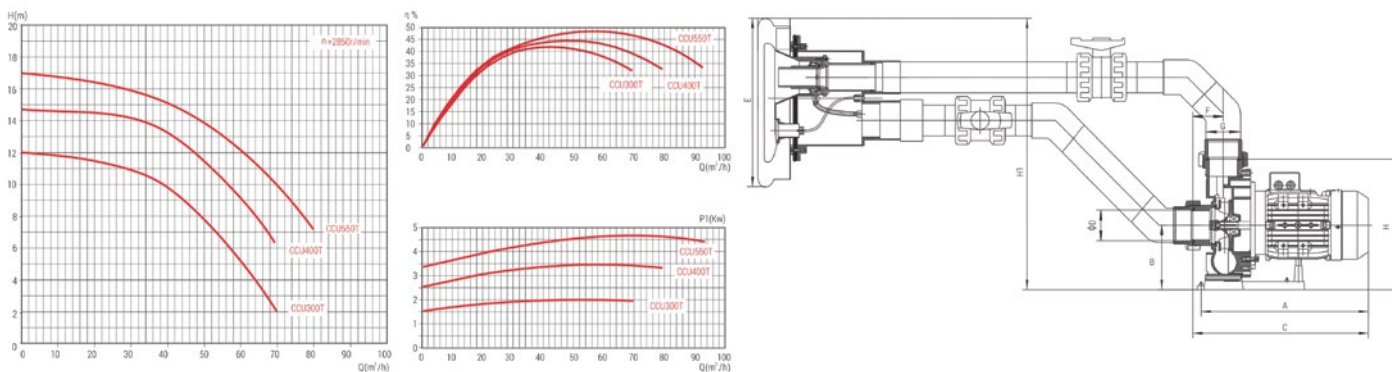 H(m)
n=2850r/min
20
18
16
14
12
10
8
6
4
2
0
CCU550T
CCU400T
CCU300T
0 10 20 30 40 50 60 70 80 90 100
Q(m³/h)
η %
50
45
40
35
30
25
20
15
10
5
0
CCU550T
CCU300T
CCU400T
0 10 20 30 40 50 60 70 80 90 100
Q(m³/h)
P1(Kw)
5
4
3
2
1
0
CCU550T
CCU400T
CCU300T
0 10 20 30 40 50 60 70 80 90 100
Q(m³/h)
E
H1
F
G
ΦD
B
H
A
C